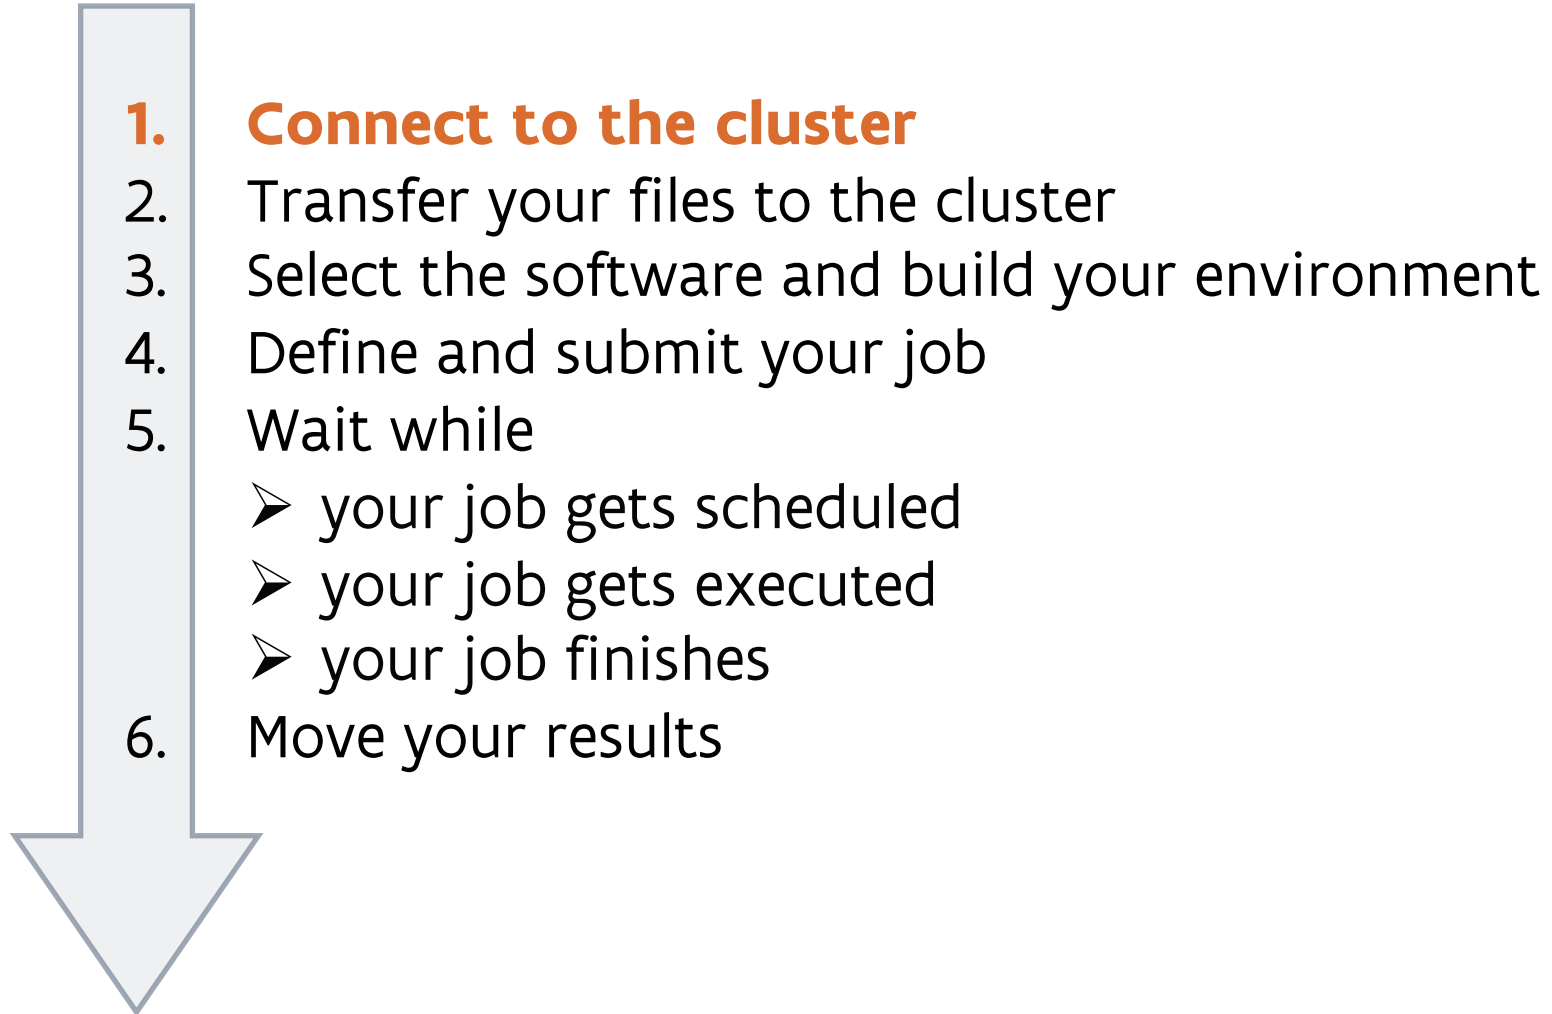 1. Connect to the cluster
2. Transfer your files to the cluster
3. Select the software and build your environment
4. Define and submit your job
5. Wait while
➢ your job gets scheduled
➢ your job gets executed
➢ your job finishes
6. Move your results